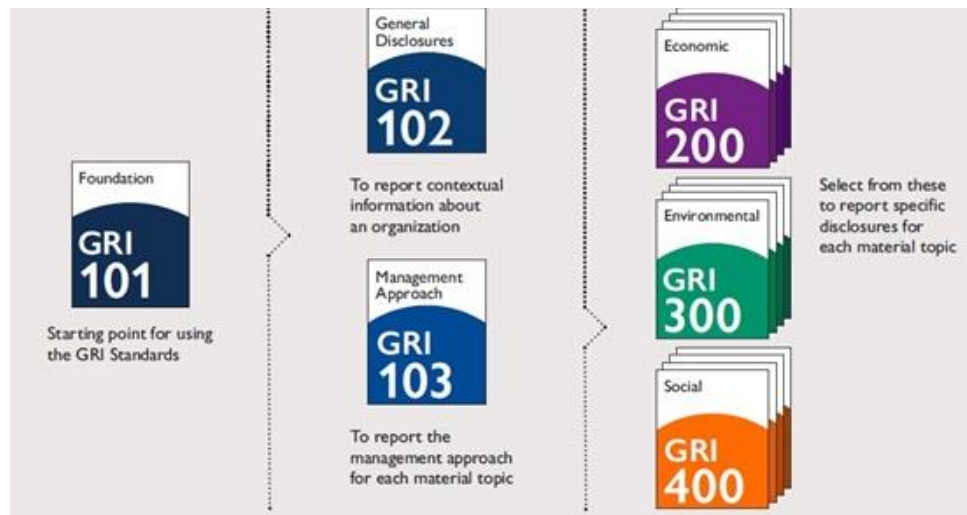 Foundation
GRI
101
Starting point for using
the GRI Standards
General
Disclosures
GRI
102
To report contextual
information about
an organization
Management
Approach
GRI
103
To report the
management approach
for each material topic
Economic
GRI
200
Environmental
GRI
300
Social
GRI
400
Select from these
to report specific
disclosures for
each material topic